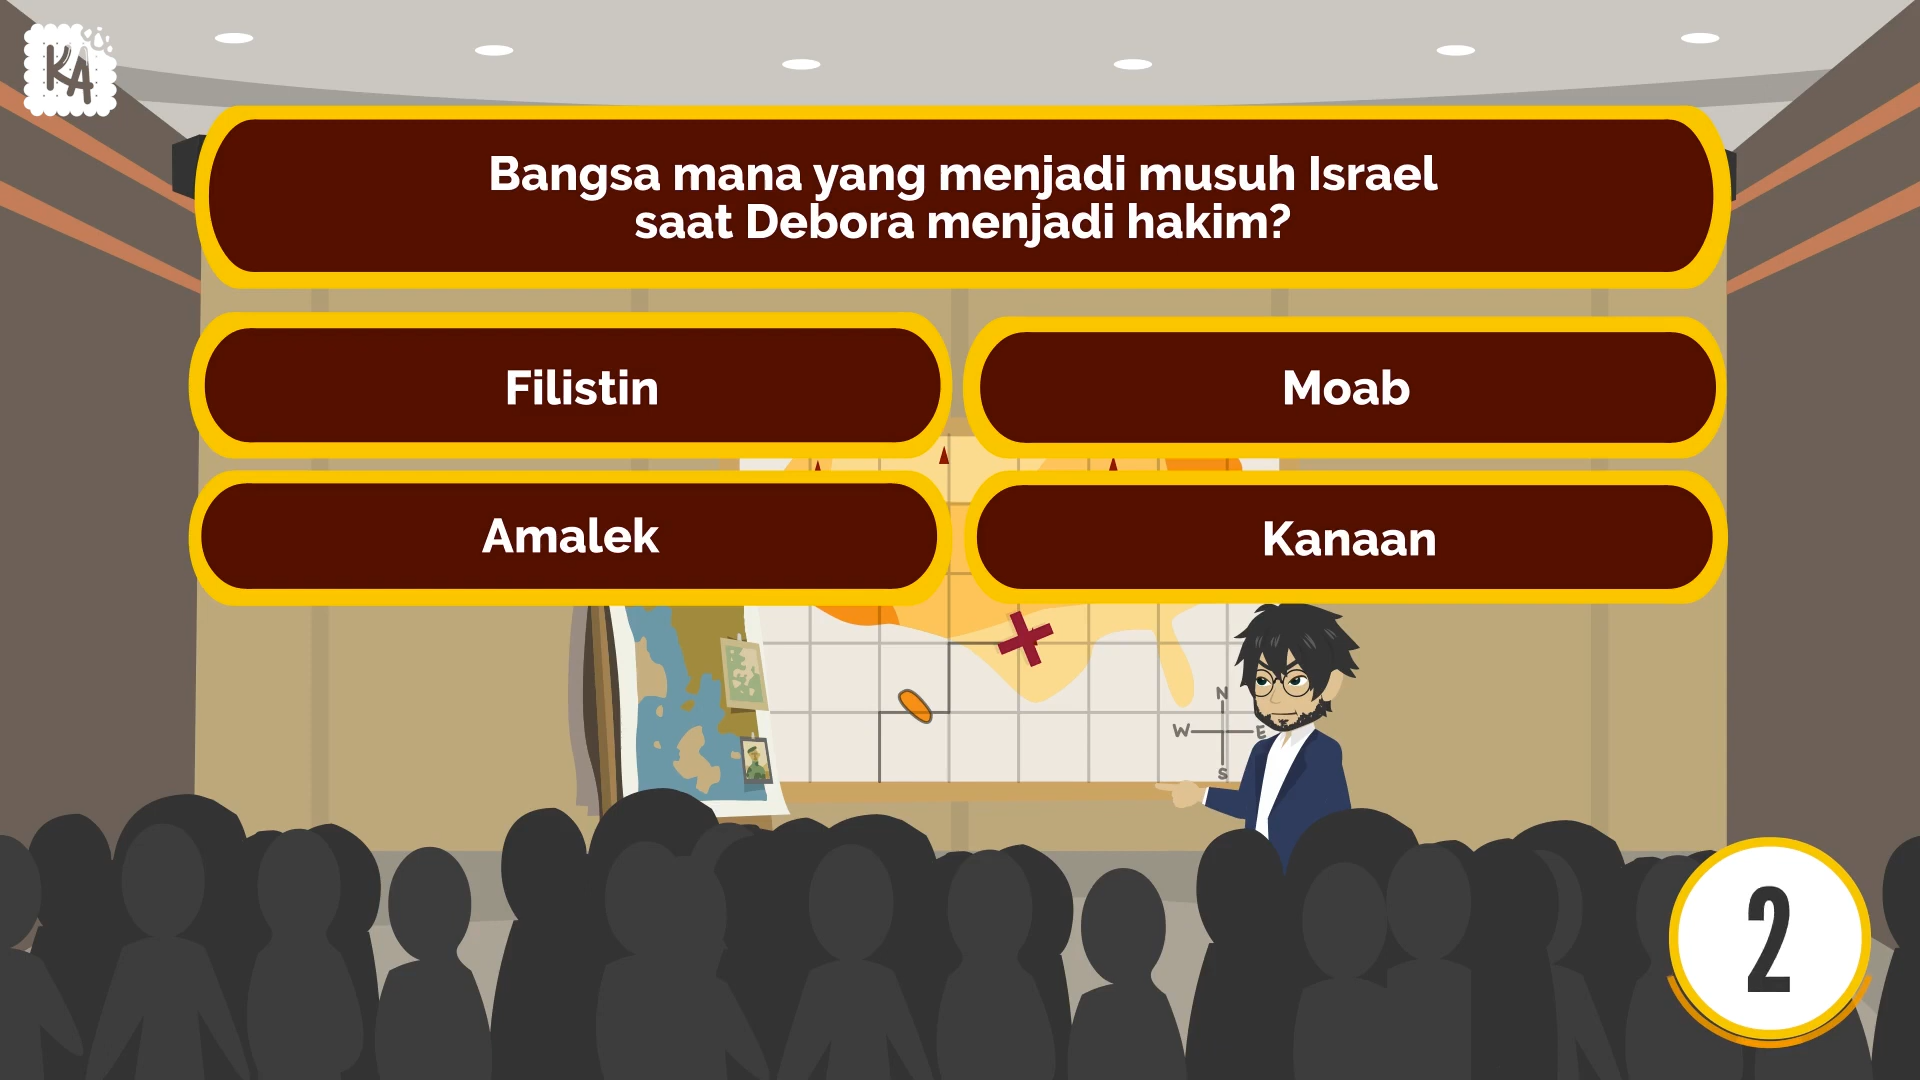 KA
Bangsa mana yang menjadi musuh Israel
saat Debora menjadi hakim?
Filistin
Moab
Amalek
Kanaan
N
W E
S
2